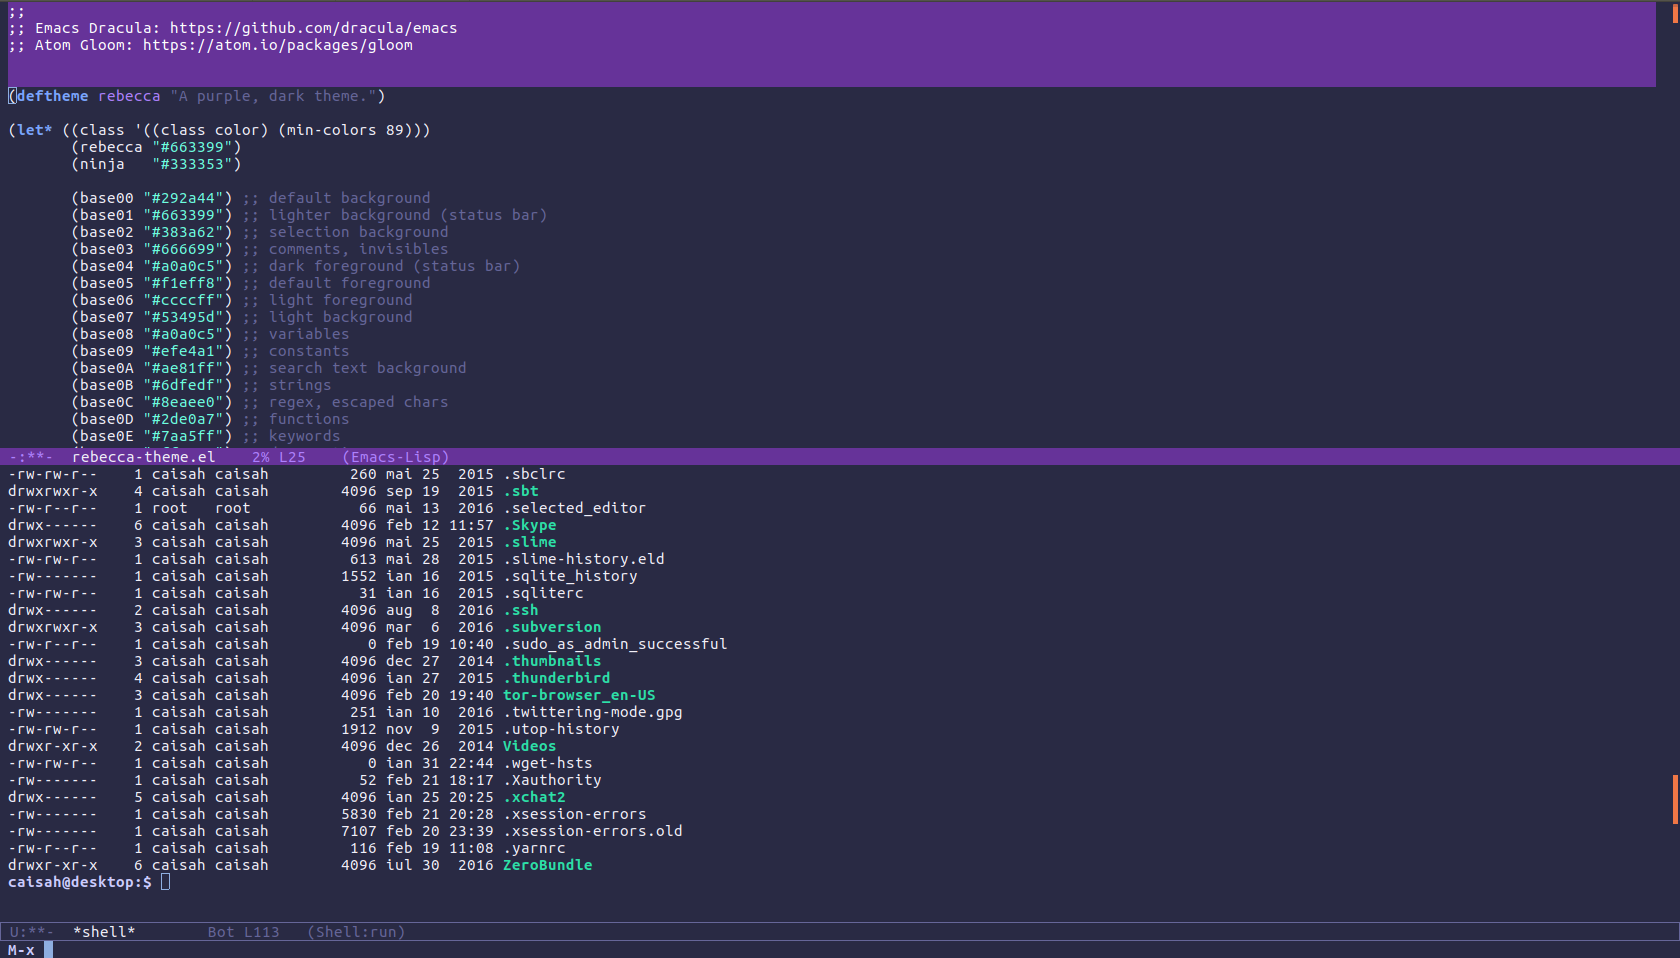 ;;
;; Emacs Dracula: https://github.com/dracula/emacs
;; Atom Gloom: https://atom.io/packages/gloom
(deftheme rebecca "A purple, dark theme.")
(let* ((class '((class color) (min-colors 89)))
       (rebecca "#663399")
       (ninja   "#333353")
       (base00 "#292a44") ;; default background
       (base01 "#663399") ;; lighter background (status bar)
       (base02 "#383a62") ;; selection background
       (base03 "#666699") ;; comments, invisibles
       (base04 "#a0a0c5") ;; dark foreground (status bar)
       (base05 "#f1eff8") ;; default foreground
       (base06 "#ccccff") ;; light foreground
       (base07 "#53495d") ;; light background
       (base08 "#a0a0c5") ;; variables
       (base09 "#efe4a1") ;; constants
       (base0A "#ae81ff") ;; search text background
       (base0B "#6dfedf") ;; strings
       (base0C "#8eaee0") ;; regex, escaped chars
       (base0D "#2de0a7") ;; functions
       (base0E "#7aa5ff") ;; keywords
-:**-  rebecca-theme.el    2% L25    (Emacs-Lisp)
-rw-rw-r--    1 caisah caisah        260 mai 25  2015 .sbclrc
drwxrwxr-x    4 caisah caisah       4096 sep 19  2015 .sbt
-rw-r--r--    1 root   root           66 mai 13  2016 .selected_editor
drwx------    6 caisah caisah       4096 feb 12 11:57 .Skype
drwxrwxr-x    3 caisah caisah       4096 mai 25  2015 .slime
-rw-rw-r--    1 caisah caisah        613 mai 28  2015 .slime-history.eld
-rw-------    1 caisah caisah       1552 ian 16  2015 .sqlite_history
-rw-rw-r--    1 caisah caisah         31 ian 16  2015 .sqliterc
drwx------    2 caisah caisah       4096 aug  8  2016 .ssh
drwxrwxr-x    3 caisah caisah       4096 mar  6  2016 .subversion
-rw-r--r--    1 caisah caisah          0 feb 19 10:40 .sudo_as_admin_successful
drwx------    3 caisah caisah       4096 dec 27  2014 .thumbnails
drwx------    4 caisah caisah       4096 ian 27  2015 .thunderbird
drwx------    3 caisah caisah       4096 feb 20 19:40 tor-browser_en-US
-rw-------    1 caisah caisah        251 ian 10  2016 .twittering-mode.gpg
-rw-rw-r--    1 caisah caisah       1912 nov  9  2015 .utop-history
drwxr-xr-x    2 caisah caisah       4096 dec 26  2014 Videos
-rw-rw-r--    1 caisah caisah          0 ian 31 22:44 .wget-hsts
-rw-------    1 caisah caisah         52 feb 21 18:17 .Xauthority
drwx------    5 caisah caisah       4096 ian 25 20:25 .xchat2
-rw-------    1 caisah caisah       5830 feb 21 20:28 .xsession-errors
-rw-------    1 caisah caisah       7107 feb 20 23:39 .xsession-errors.old
-rw-r--r--    1 caisah caisah        116 feb 19 11:08 .yarnrc
drwxr-xr-x    6 caisah caisah       4096 iul 30  2016 ZeroBundle
caisah@desktop:$
U:**-  *shell*        Bot L113   (Shell:run)
M-x